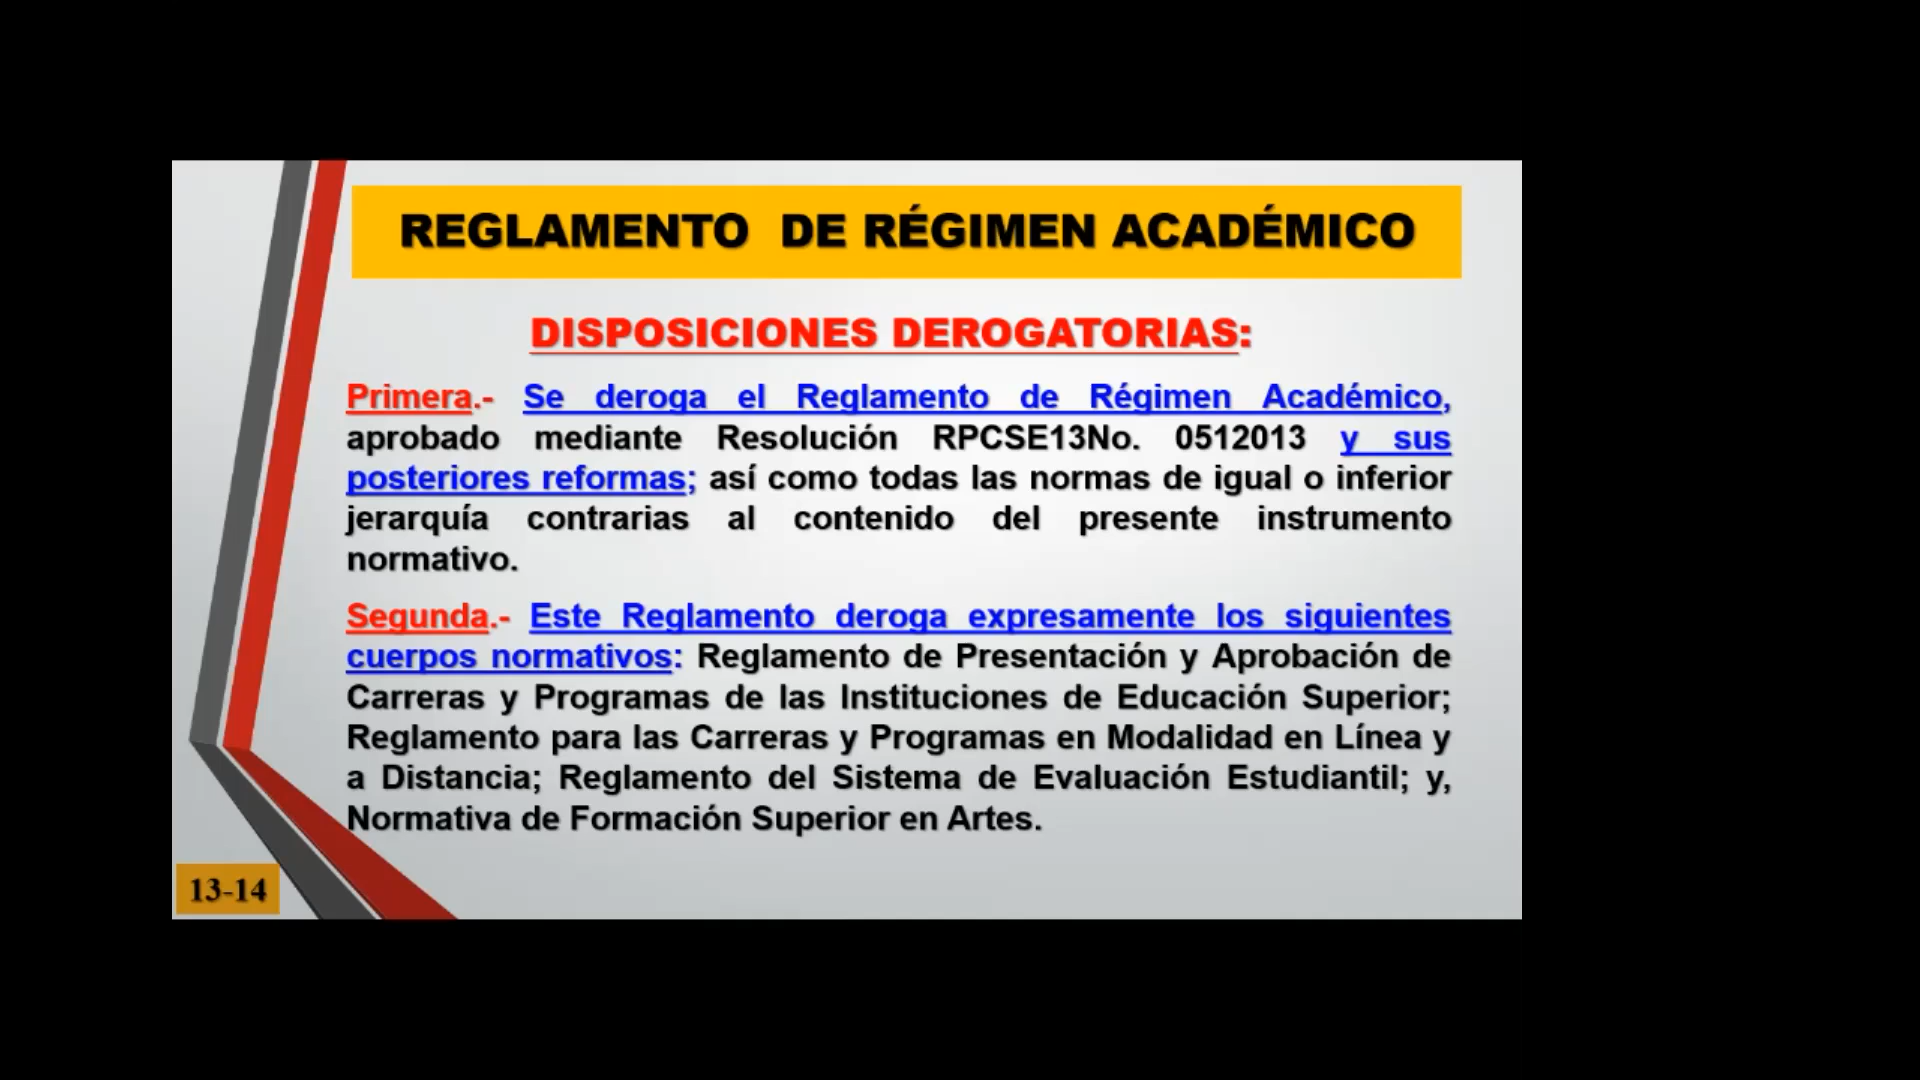 REGLAMENTO DE RÉGIMEN ACADÉMICO
DISPOSICIONES DEROGATORIAS:
Primera.- Se deroga el Reglamento de Régimen Académico,
aprobado mediante Resolución RPCSE13No. 0512013 y sus
posteriores reformas; así como todas las normas de igual o inferior
jerarquía contrarias al contenido del presente instrumento
normativo.
Segunda.- Este Reglamento deroga expresamente los siguientes
cuerpos normativos: Reglamento de Presentación y Aprobación de
Carreras y Programas de las Instituciones de Educación Superior;
Reglamento para las Carreras y Programas en Modalidad en Línea y
a Distancia; Reglamento del Sistema de Evaluación Estudiantil; y,
Normativa de Formación Superior en Artes.
13-14